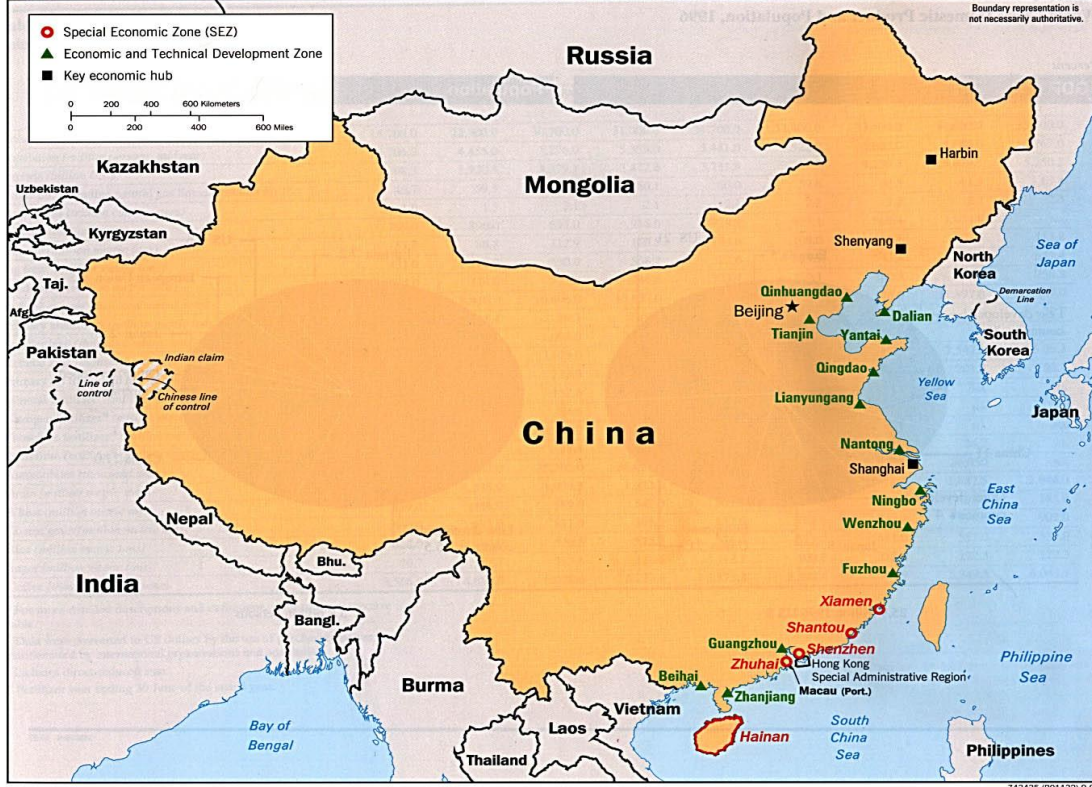 Boundary representation is
not necessarily authoritative.
Special Economic Zone (SEZ)
Economic and Technical Development Zone
Key economic hub
0 200 400 600 Kilometers
0 200 400 600 Miles
Russia
Kazakhstan
Mongolia
Harbin
Uzbekistan
Kyrgyzstan
Shenyang
North
Korea
Sea of
Japan
Taj.
Afg.
Qinhuangdao
Beijing
Demarcation
Line
Dalian
Tianjin
Yantai
South
Korea
Pakistan
Indian claim
Line of
control
Chinese line
of control
Qingdao
Yellow
Sea
Lianyungang
Japan
China
Nantong
Shanghai
Ningbo
East
China
Sea
Nepal
Wenzhou
Bhu.
Fuzhou
India
Xiamen
Bangl.
Shantou
Guangzhou
Shenzhen
Zhuhai
Hong Kong
Special Administrative Region
Philippine
Sea
Burma
Beihai
Macau (Port.)
Zhanjiang
Vietnam
Laos
Bay of
Bengal
Hainan
South
China
Sea
Thailand
Philippines